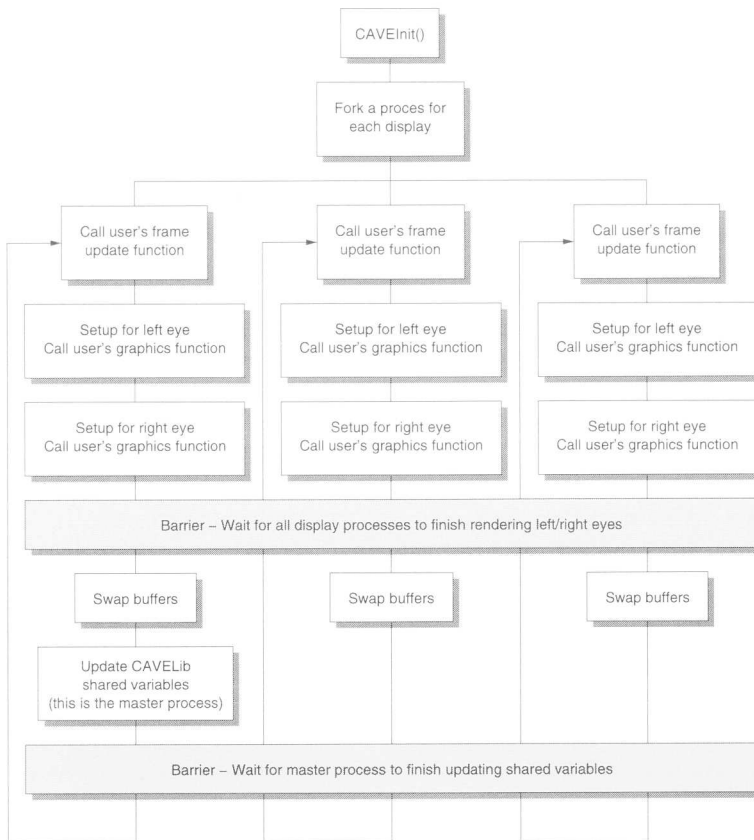 CAVEInit()
Fork a proces for
each display
Call user's frame
update function
Call user's frame
update function
Call user's frame
update function
Setup for left eye
Call user's graphics function
Setup for left eye
Call user's graphics function
Setup for left eye
Call user's graphics function
Setup for right eye
Call user's graphics function
Setup for right eye
Call user's graphics function
Setup for right eye
Call user's graphics function
Barrier – Wait for all display processes to finish rendering left/right eyes
Swap buffers
Swap buffers
Swap buffers
Update CAVELib
shared variables
(this is the master process)
Barrier – Wait for master process to finish updating shared variables